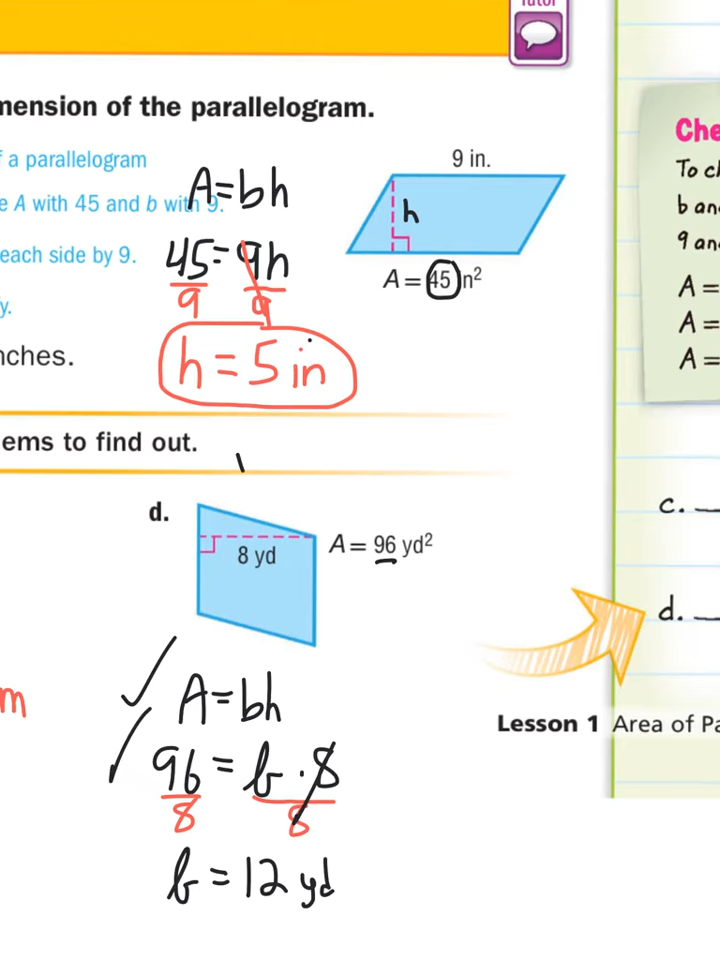 Tutor
mension of the parallelogram.
f a parallelogram
A=bh
9 in.
e A with 45 and b with 9.
h
each side by 9.
45=9h
9 9
A = 45 in²
y.
nches.
h = 5 in
ems to find out.
d.
8 yd
A = 96 yd²
m
A=bh
96 = b · 8
8 8
b = 12 yd
Che
To ch
b and
9 and
A =
A =
A =
c.
d.
Lesson 1 Area of Pa